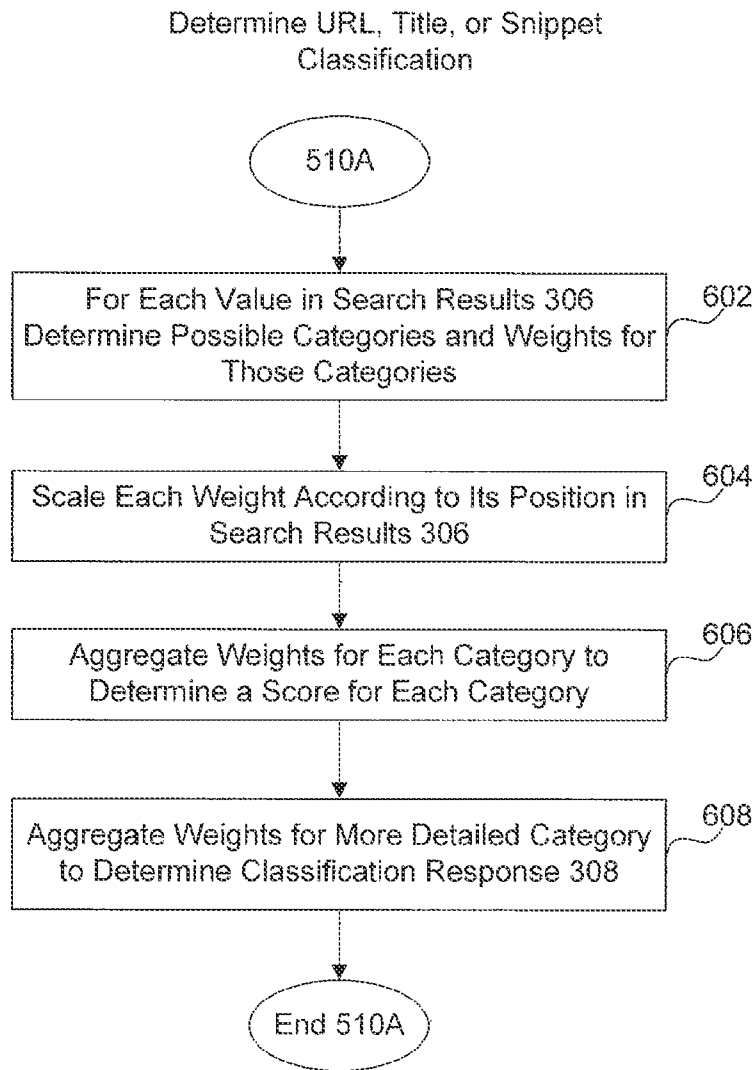 Determine URL, Title, or Snippet
Classification
510A
For Each Value in Search Results 306
Determine Possible Categories and Weights for
Those Categories
602
Scale Each Weight According to Its Position in
Search Results 306
604
Aggregate Weights for Each Category to
Determine a Score for Each Category
606
Aggregate Weights for More Detailed Category
to Determine Classification Response 308
608
End 510A